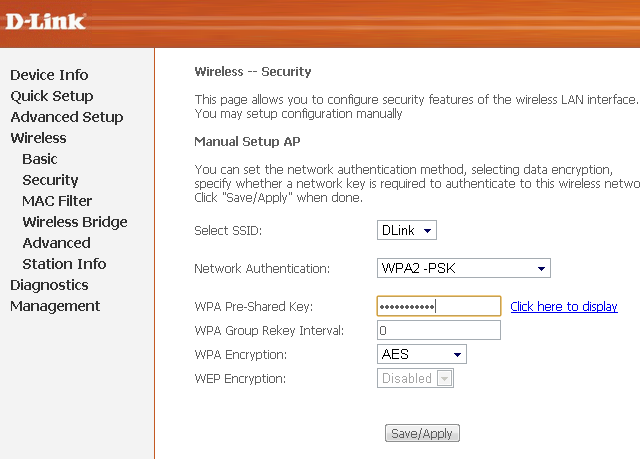 D-Link
Device Info
Quick Setup
Advanced Setup
Wireless
Basic
Security
MAC Filter
Wireless Bridge
Advanced
Station Info
Diagnostics
Management
Wireless -- Security
This page allows you to configure security features of the wireless LAN interface.
You may setup configuration manually
Manual Setup AP
You can set the network authentication method, selecting data encryption,
specify whether a network key is required to authenticate to this wireless netwo
Click "Save/Apply" when done.
Select SSID: DLink
Network Authentication: WPA2 -PSK
WPA Pre-Shared Key: ••••••••••• Click here to display
WPA Group Rekey Interval: 0
WPA Encryption: AES
WEP Encryption: Disabled
Save/Apply